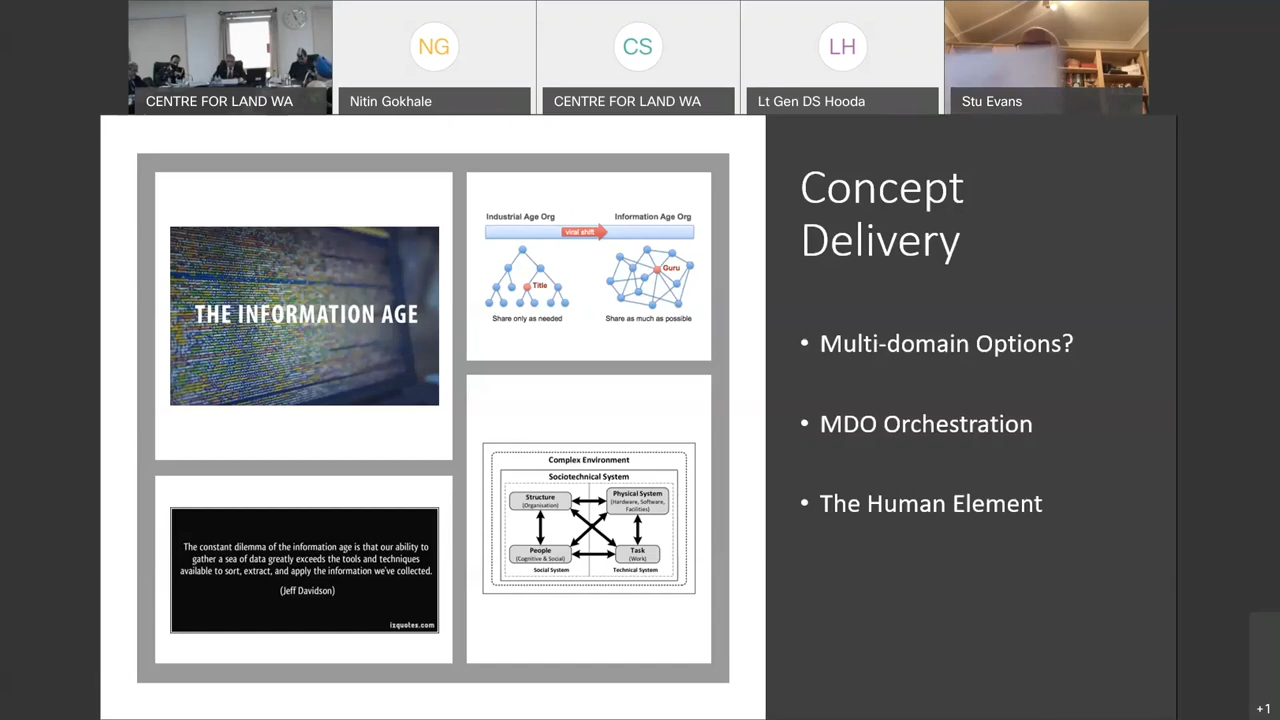 NG
CS
LH
CENTRE FOR LAND WA
Nitin Gokhale
CENTRE FOR LAND WA
Lt Gen DS Hooda
Stu Evans
THE INFORMATION AGE
Industrial Age Org
Information Age Org
viral shift
Title
Guru
Share only as needed
Share as much as possible
The constant dilemma of the information age is that our ability to
gather a sea of data greatly exceeds the tools and techniques
available to sort, extract, and apply the information we've collected.
(Jeff Davidson)
izquotes.com
Complex Environment
Sociotechnical System
Structure
(Organisation)
Physical System
(Hardware, Software,
Facilities)
People
(Cognitive & Social)
Task
(Work)
Social System
Technical System
Concept
Delivery
• Multi-domain Options?
• MDO Orchestration
• The Human Element
+1